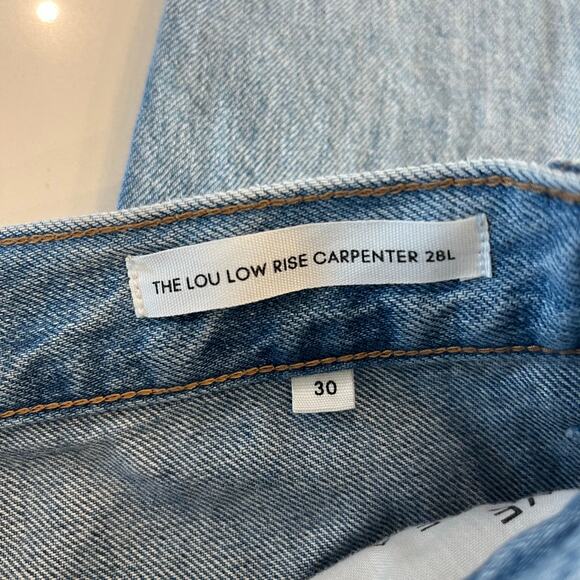 THE LOU LOW RISE CARPENTER 28L
30